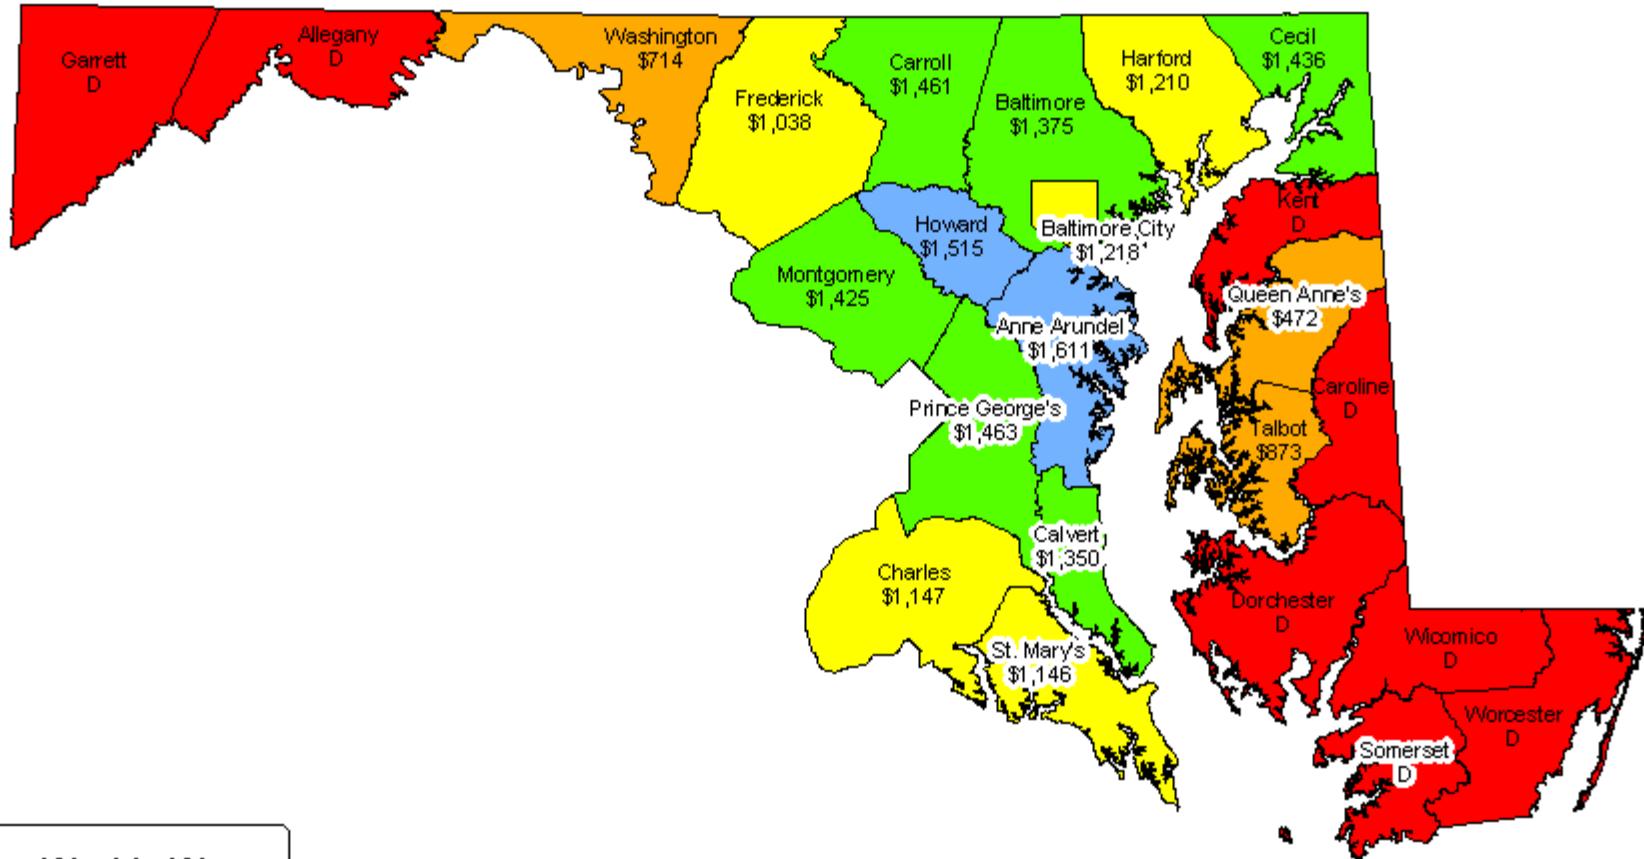 Garrett
D
Allegany
D
Washington
$714
Frederick
$1,038
Carroll
$1,461
Baltimore
$1,375
Harford
$1,210
Cecil
$1,436
Howard
$1,515
Baltimore City
$1,218
Kent
D
Montgomery
$1,425
Queen Anne's
$472
Anne Arundel
$1,611
Caroline
D
Prince George's
$1,463
Talbot
$873
Calvert
$1,350
Charles
$1,147
Dorchester
D
St. Mary's
$1,146
Wicomico
D
Worcester
D
Somerset
D